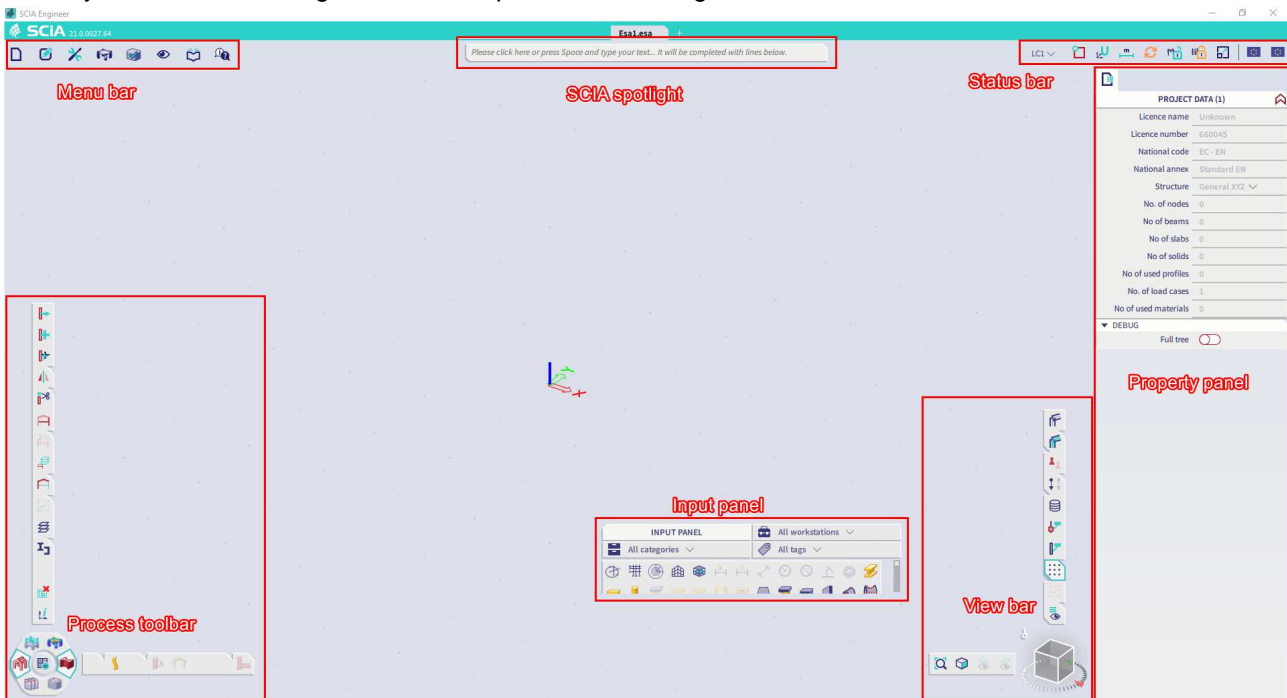 SCIA Engineer
SCIA 21.0.0027.64
Esa1.esa +
Please click here or press Space and type your text... It will be completed with lines below.
LC1
Menu bar
SCIA spotlight
Status bar
PROJECT DATA (1)
Licence name Unknown
Licence number 660045
National code EC - EN
National annex Standard EN
Structure General XYZ
No. of nodes 0
No of beams 0
No of slabs 0
No of solids 0
No of used profiles 0
No. of load cases 1
No of used materials 0
DEBUG
Full tree
Property panel
Y
X
Input panel
INPUT PANEL All workstations
All categories All tags
View bar
Process toolbar